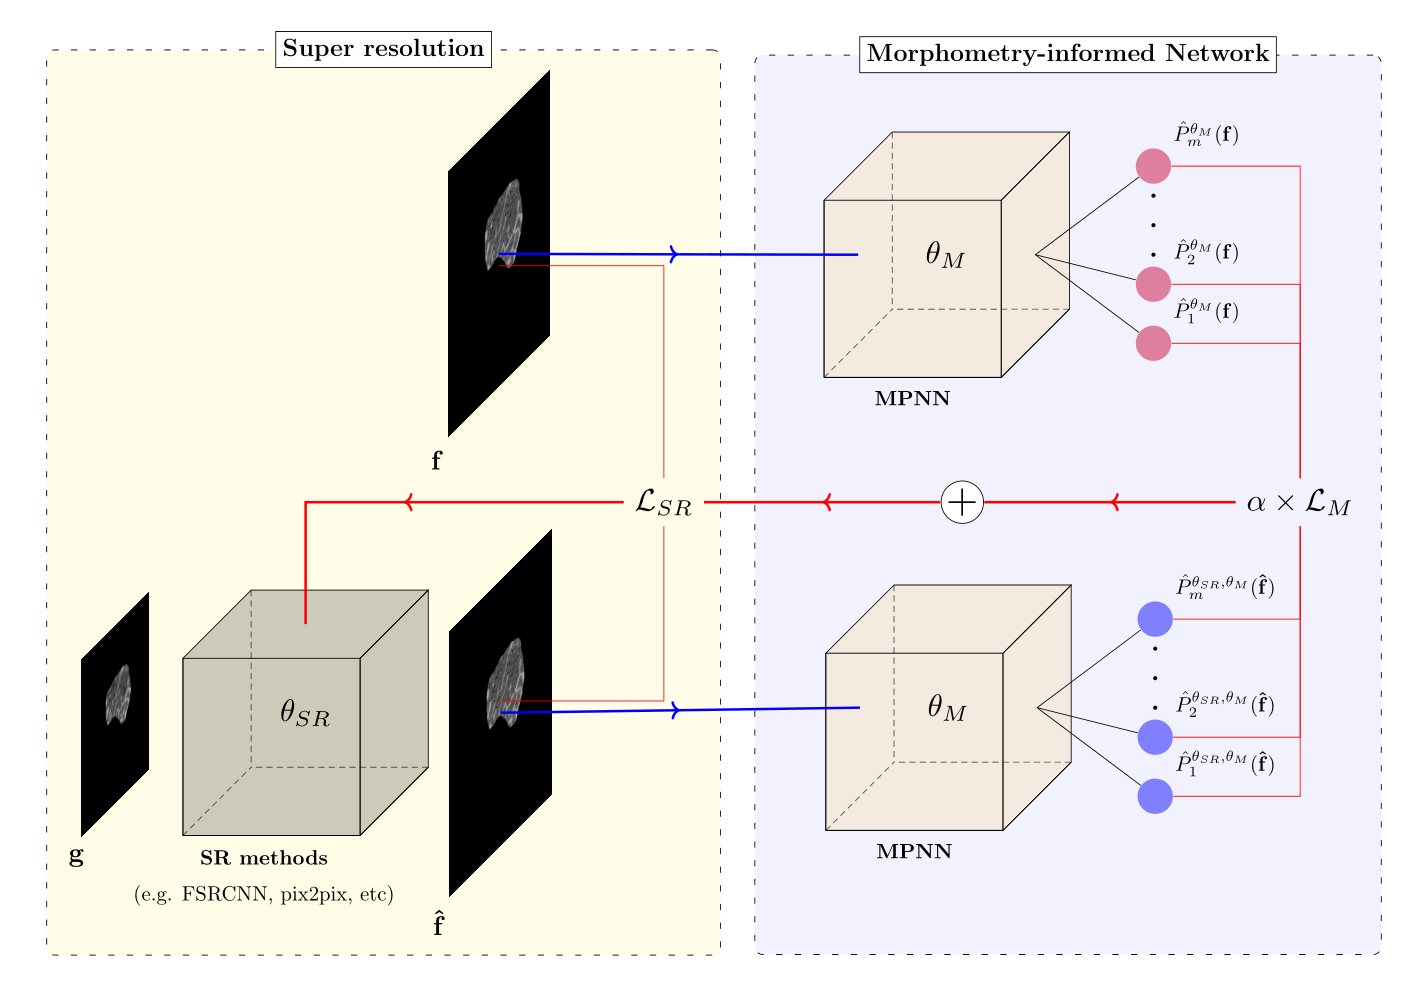 Super resolution
Morphometry-informed Network
$\hat{P}_m^{\theta_M}(\mathbf{f})$
$\theta_M$
$\hat{P}_2^{\theta_M}(\mathbf{f})$
$\hat{P}_1^{\theta_M}(\mathbf{f})$
MPNN
f
$\mathcal{L}_{SR}$
+
$\alpha \times \mathcal{L}_M$
$\hat{P}_m^{\theta_{SR},\theta_M}(\hat{\mathbf{f}})$
$\theta_{SR}$
$\theta_M$
$\hat{P}_2^{\theta_{SR},\theta_M}(\hat{\mathbf{f}})$
$\hat{P}_1^{\theta_{SR},\theta_M}(\hat{\mathbf{f}})$
g
SR methods
MPNN
(e.g. FSRCNN, pix2pix, etc)
$\hat{\mathbf{f}}$